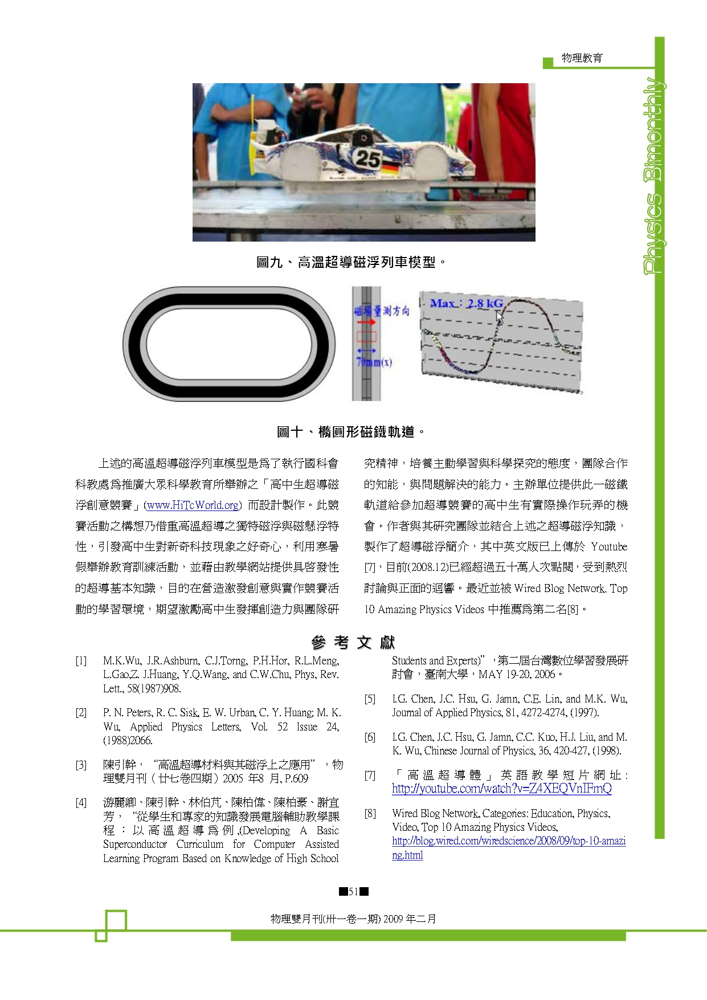 物理教育
Physics Bimonthly
25
圖九、高溫超導磁浮列車模型。
磁場量測方向
70mm(x)
Max：2.8 kG
圖十、橢圓形磁鐵軌道。
上述的高溫超導磁浮列車模型是為了執行國科會
科教處為推廣大眾科學教育所舉辦之「高中生超導磁
浮創意競賽」(www.HiTcWorld.org) 而設計製作。此競
賽活動之構想乃借重高溫超導之獨特磁浮與磁懸浮特
性，引發高中生對新奇科技現象之好奇心，利用寒暑
假舉辦教育訓練活動，並藉由教學網站提供具啓發性
的超導基本知識，目的在營造激發創意與實作競賽活
動的學習環境，期望激勵高中生發揮創造力與團隊研
究精神，培養主動學習與科學探究的態度，團隊合作
的知能，與問題解決的能力。主辦單位提供此一磁鐵
軌道給參加超導競賽的高中生有實際操作玩弄的機
會。作者與其研究團隊並結合上述之超導磁浮知識，
製作了超導磁浮簡介，其中英文版已上傳於 Youtube
[7]，目前(2008.12)已經超過五十萬人次點閱，受到熱烈
討論與正面的迴響。最近並被 Wired Blog Network, Top
10 Amazing Physics Videos 中推薦為第二名[8]。
參 考 文 獻
[1] M.K.Wu, J.R.Ashburn, C.J.Torng, P.H.Hor, R.L.Meng,
L.Gao,Z. J.Huang, Y.Q.Wang, and C.W.Chu, Phys, Rev.
Lett., 58(1987)908.
[2] P. N. Peters, R. C. Sisk, E. W. Urban, C. Y. Huang; M. K.
Wu, Applied Physics Letters, Vol. 52 Issue 24,
(1988)2066.
[3] 陳引幹，“高溫超導材料與其磁浮上之應用”，物
理雙月刊（廿七卷四期）2005 年8 月, P.609
[4] 游麗卿、陳引幹、林伯芃、陳柏偉、陳柏豪、謝宜
芳，“從學生和專家的知識發展電腦輔助教學課
程：以高溫超導為例,(Developing A Basic
Superconductor Curriculum for Computer Assisted
Learning Program Based on Knowledge of High School
Students and Experts)”，第二屆台灣數位學習發展研
討會，臺南大學，MAY 19-20, 2006。
[5] I.G. Chen, J.C. Hsu, G. Jamn, C.E. Lin, and M.K. Wu,
Journal of Applied Physics, 81, 4272-4274, (1997).
[6] I.G. Chen, J.C. Hsu, G. Jamn, C.C. Kuo, H.J. Liu, and M.
K. Wu, Chinese Journal of Physics, 36, 420-427, (1998).
[7] 「高溫超導體」英語教學短片網址:
http://youtube.com/watch?v=Z4XEQVnIFmQ
[8] Wired Blog Network, Categories: Education, Physics,
Video, Top 10 Amazing Physics Videos,
http://blog.wired.com/wiredscience/2008/09/top-10-amazi
ng.html
■51■
物理雙月刊(卅一卷一期) 2009 年二月